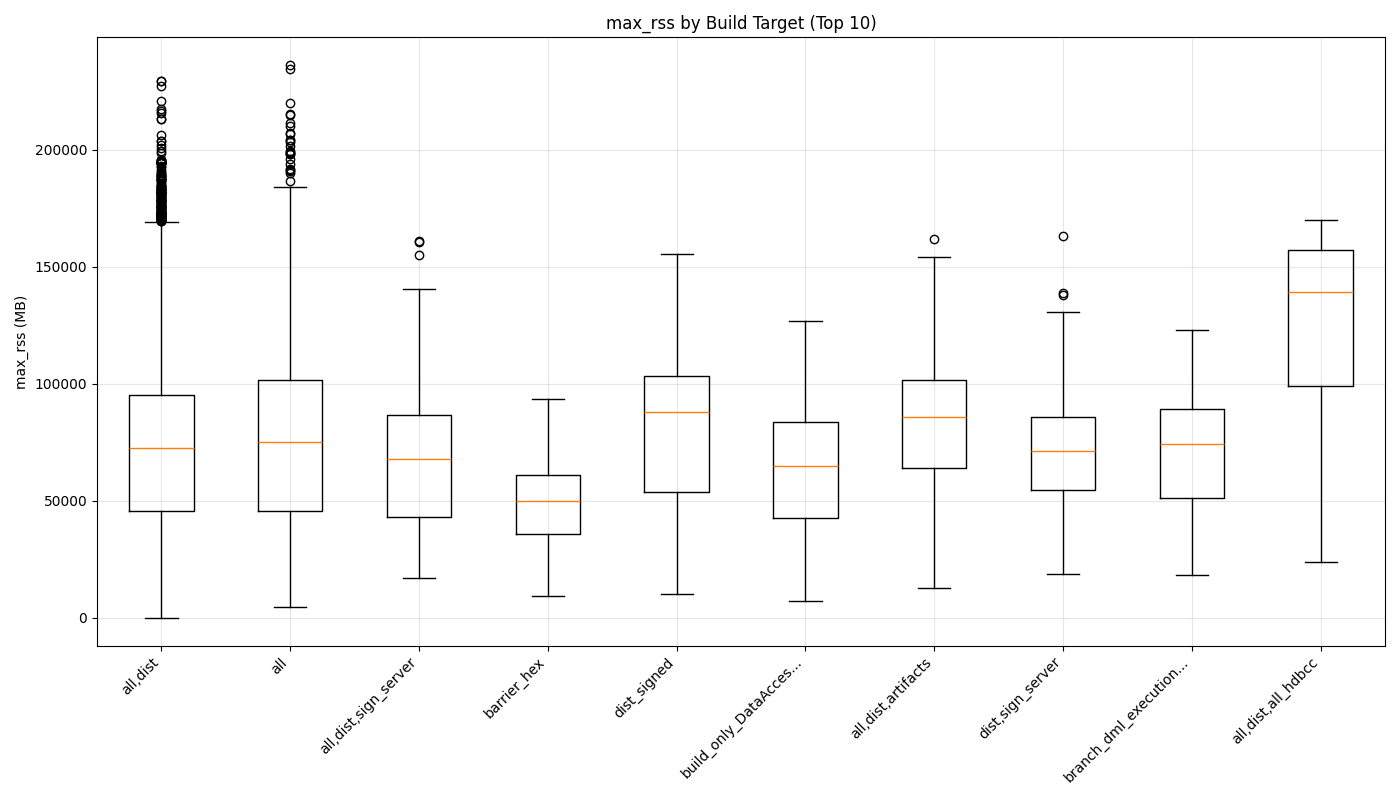 max_rss by Build Target (Top 10)
max_rss (MB)
200000
150000
100000
50000
0
all,dist
all
all,dist,sign_server
barrier_hex
dist_signed
build_only_DataAcces...
all,dist,artifacts
dist,sign_server
branch_dml_execution...
all,dist,all_hdbcc